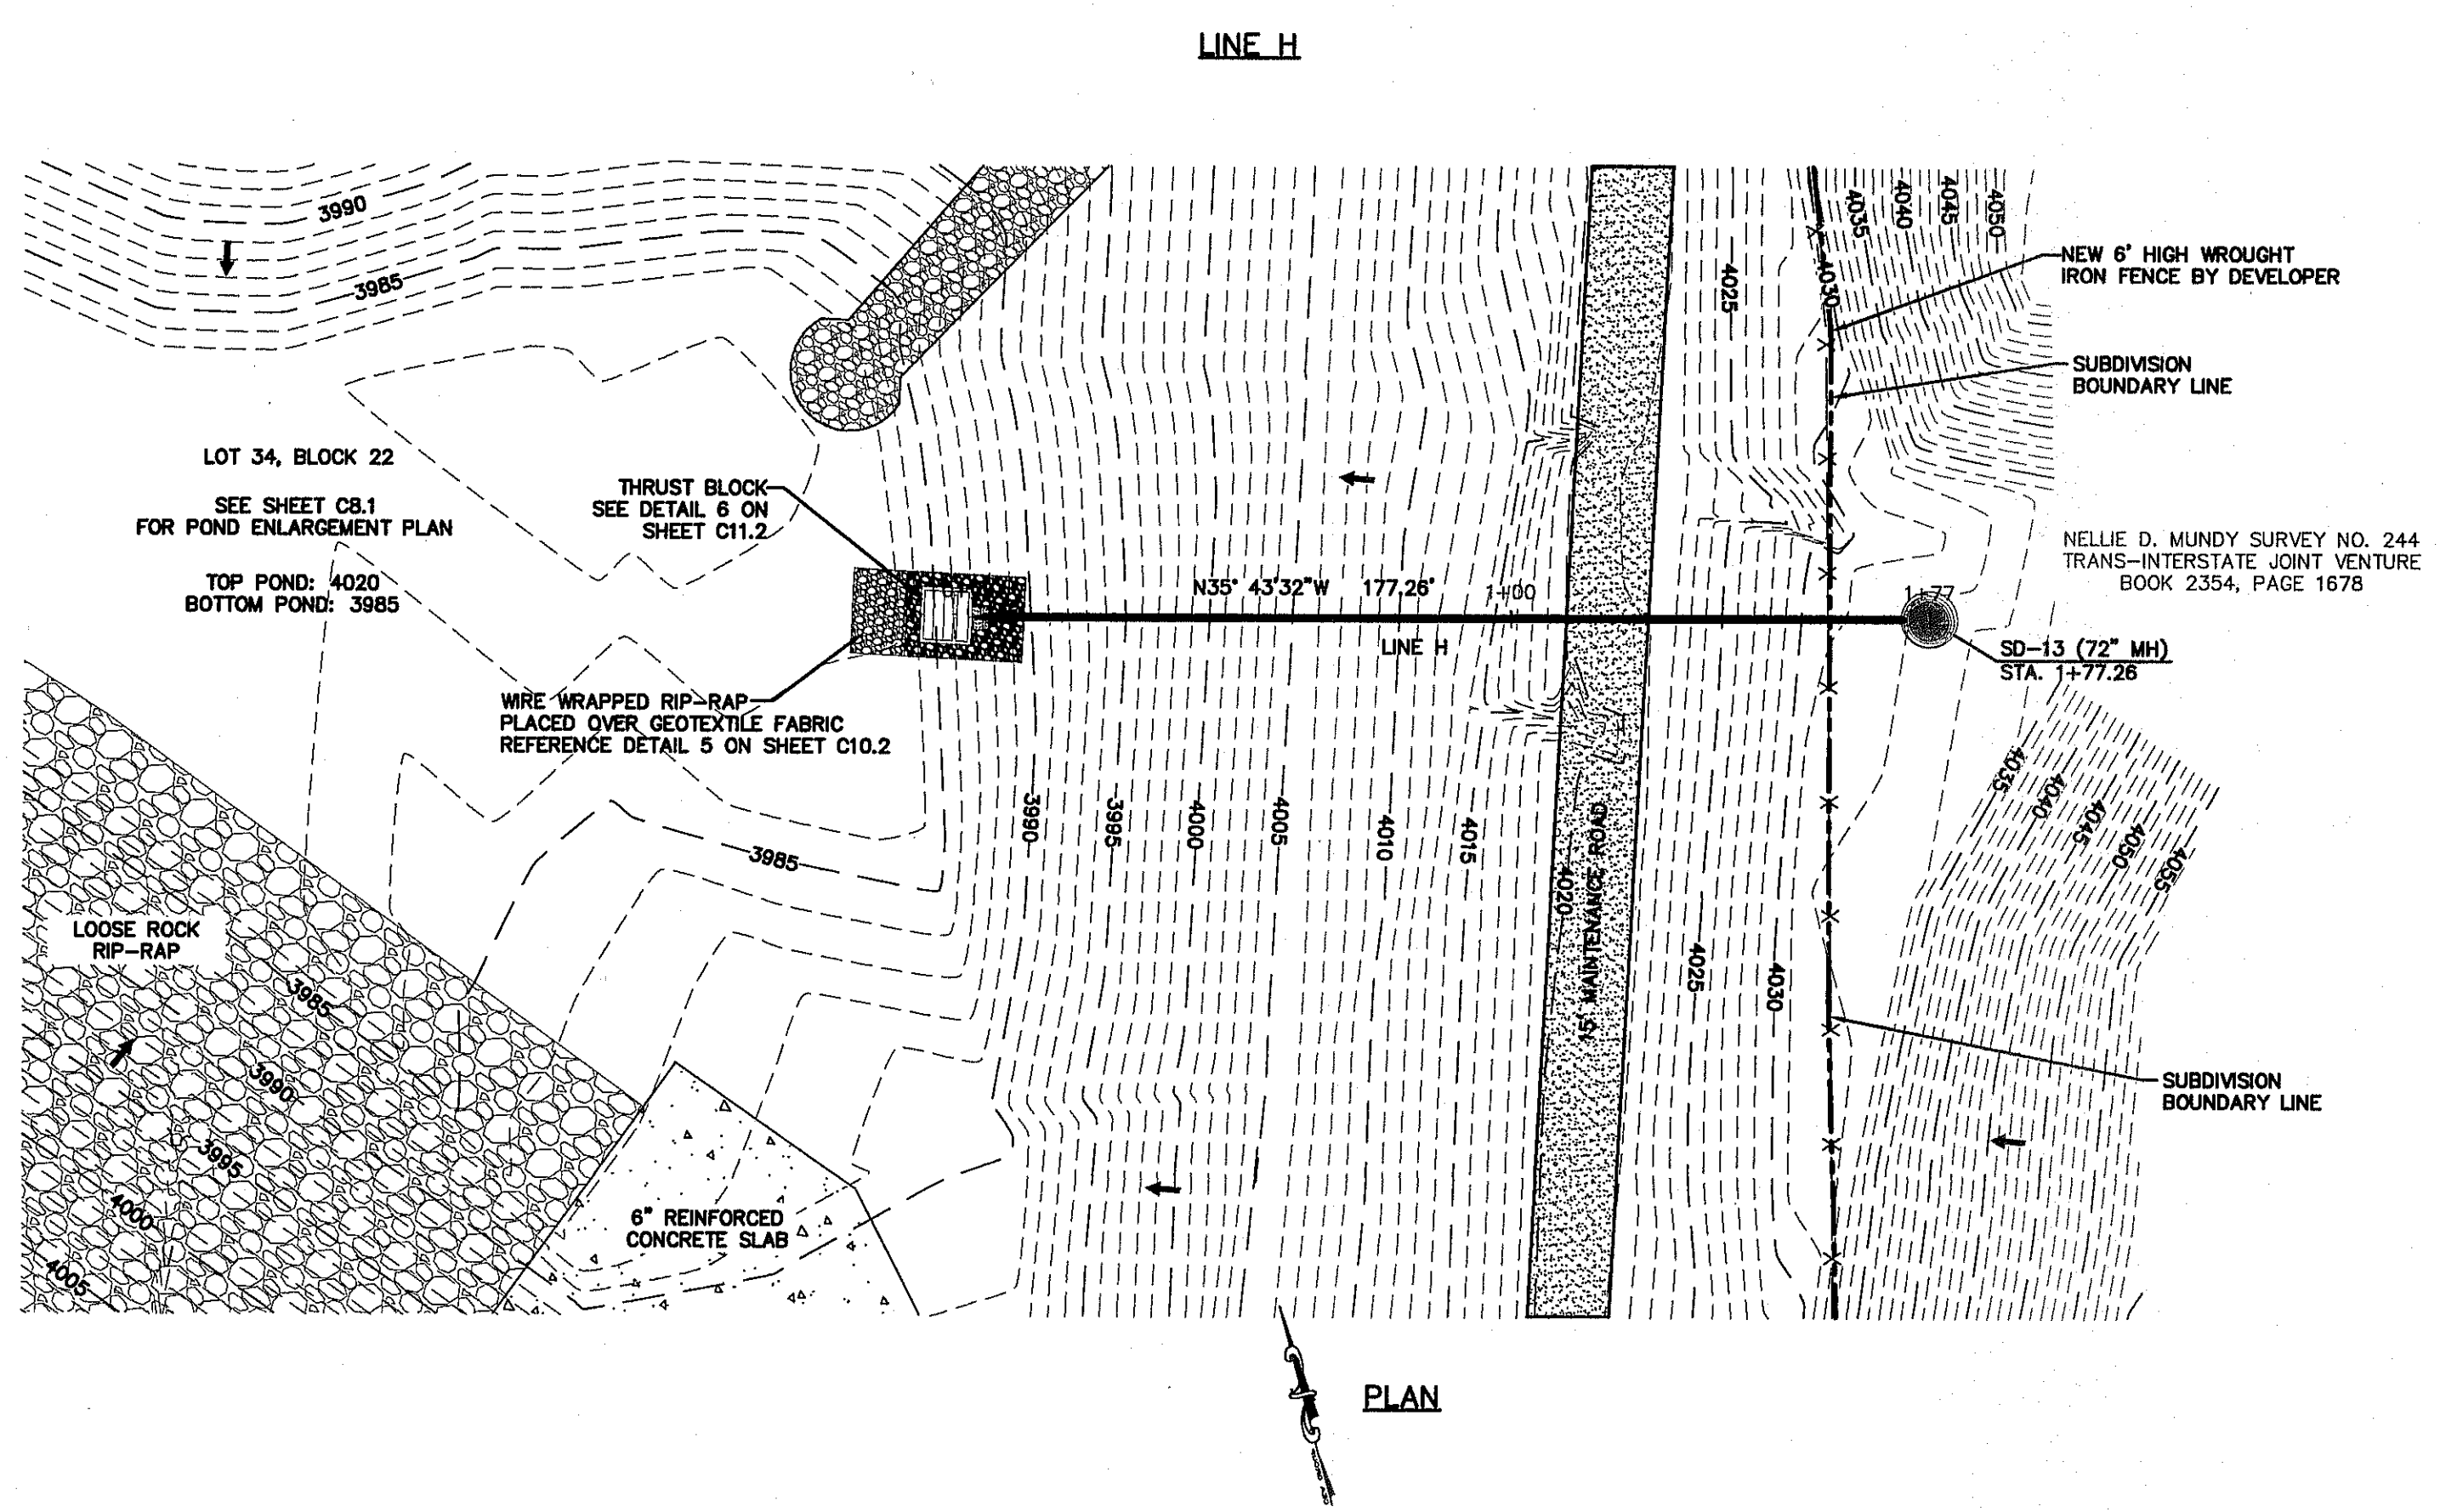 LINE H
3990
3985
4035
4040
4045
4050
4025
4030
NEW 6' HIGH WROUGHT
IRON FENCE BY DEVELOPER
SUBDIVISION
BOUNDARY LINE
LOT 34, BLOCK 22
SEE SHEET C8.1
FOR POND ENLARGEMENT PLAN
TOP POND: 4020
BOTTOM POND: 3985
THRUST BLOCK
SEE DETAIL 6 ON
SHEET C11.2
NELLIE D. MUNDY SURVEY NO. 244
TRANS-INTERSTATE JOINT VENTURE
BOOK 2354, PAGE 1678
N35° 43'32"W 177.26'
1+00
1+77
LINE H
SD-13 (72" MH)
STA. 1+77.26
WIRE WRAPPED RIP-RAP
PLACED OVER GEOTEXTILE FABRIC
REFERENCE DETAIL 5 ON SHEET C10.2
3990
3995
4000
4005
4010
4015
4020
15' MAINTENANCE ROAD
4025
4030
4035
4040
4045
4050
4055
3985
LOOSE ROCK
RIP-RAP
3985
3990
3995
4000
4005
6" REINFORCED
CONCRETE SLAB
SUBDIVISION
BOUNDARY LINE
PLAN